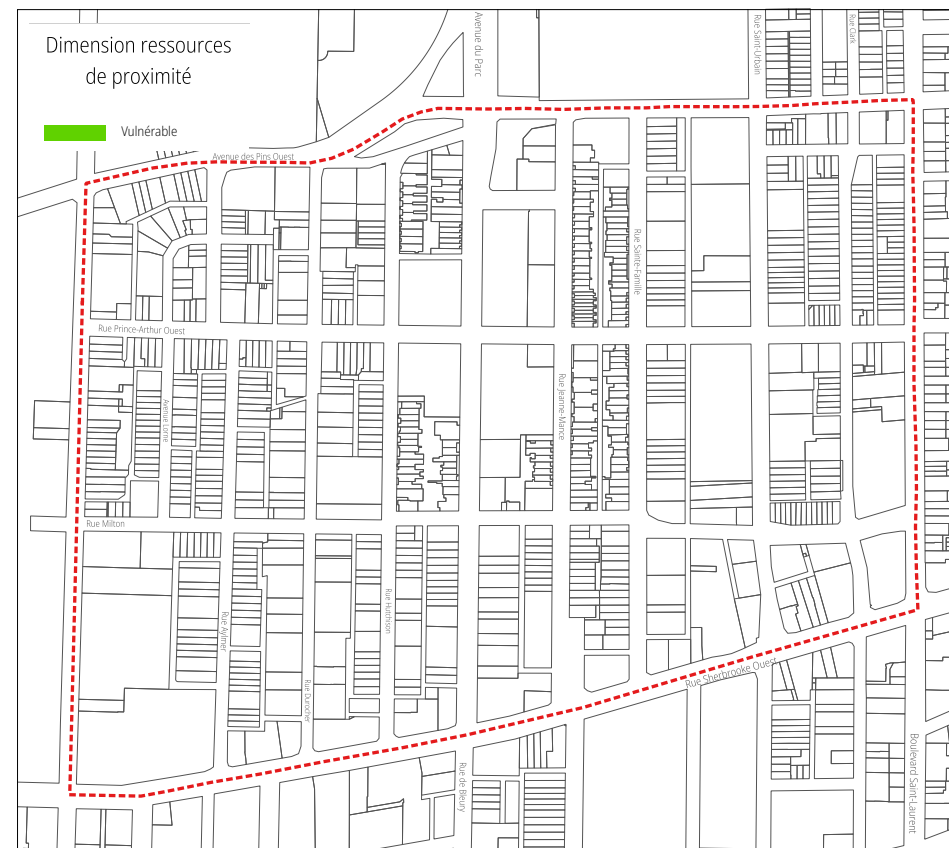 Dimension ressources
de proximité
Vulnérable
Avenue du Parc
Rue Saint-Urbain
Rue Clark
Avenue des Pins Ouest
Rue Sainte-Famille
Rue Prince-Arthur Ouest
Rue Jeanne-Mance
Avenue Lorne
Rue Milton
Rue Hutchison
Rue Aylmer
Rue Durocher
Rue Sherbrooke Ouest
Rue de Bleury
Boulevard Saint-Laurent